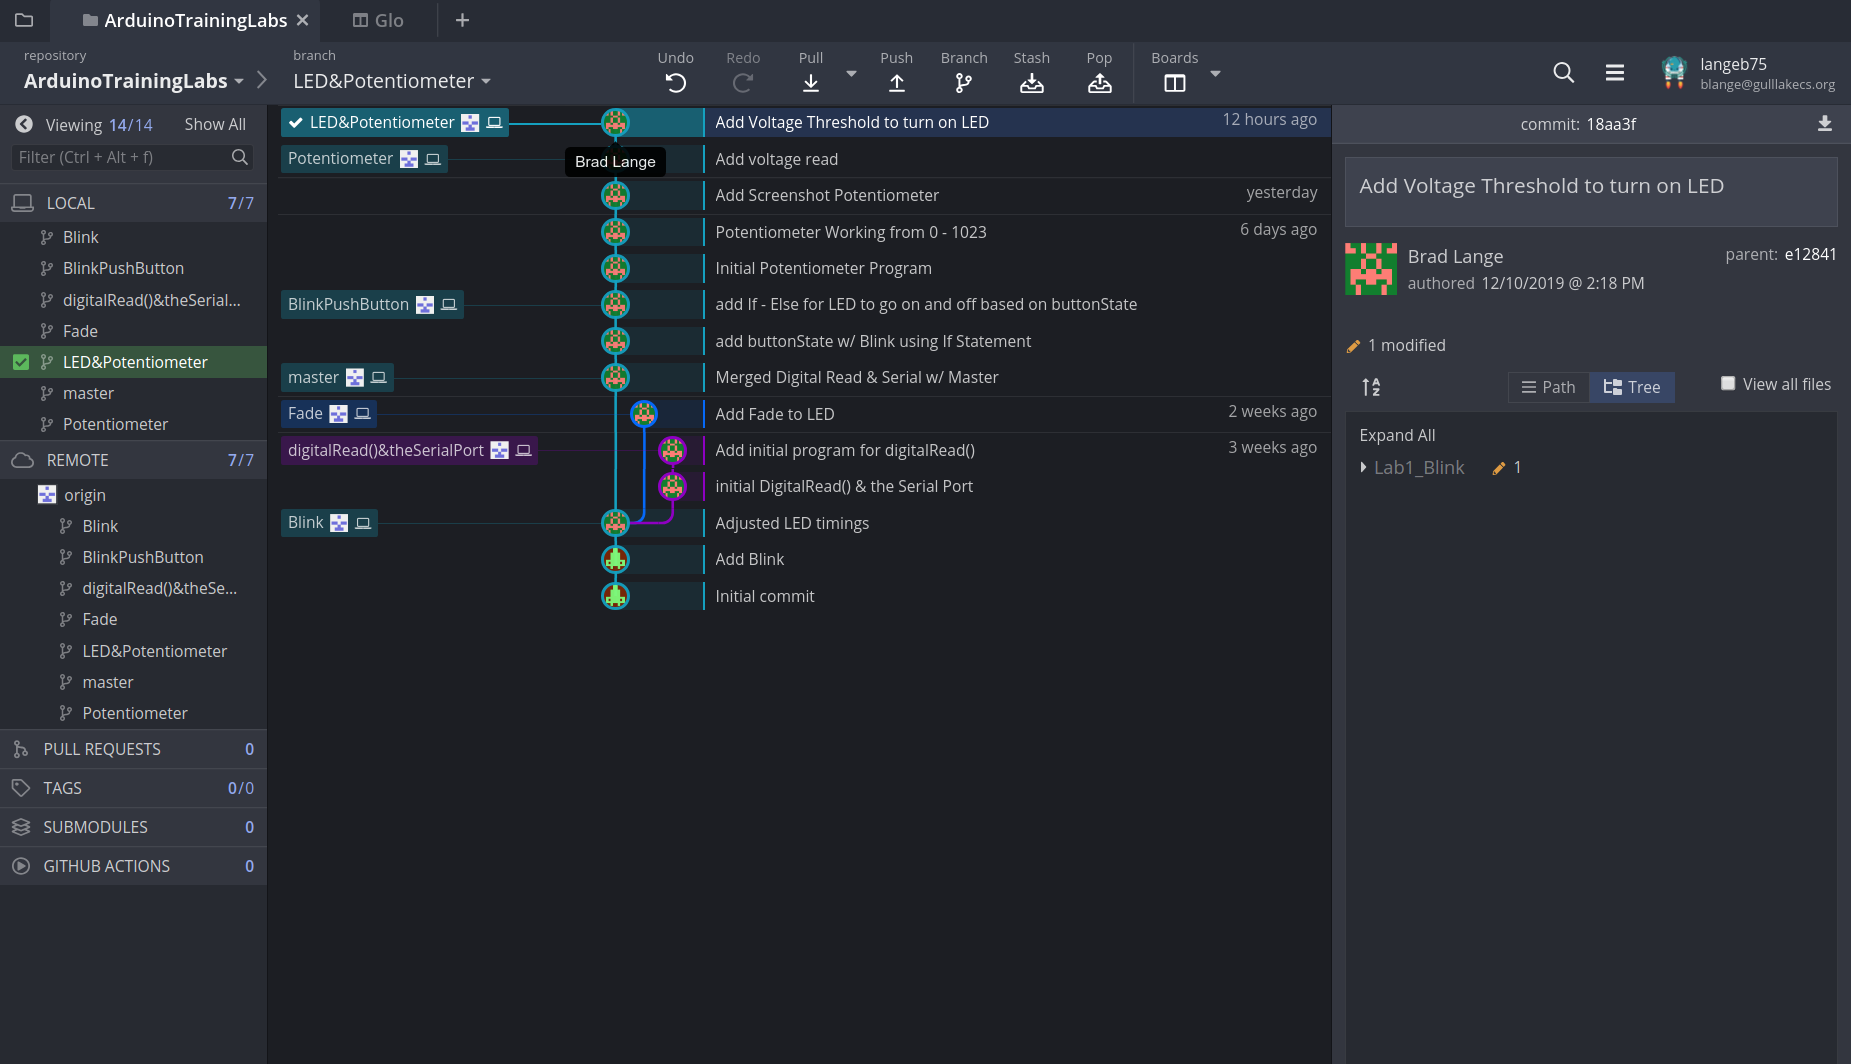 ArduinoTrainingLabs
Glo
repository
ArduinoTrainingLabs
branch
LED&Potentiometer
Undo
Redo
Pull
Push
Branch
Stash
Pop
Boards
langeb75
blange@gulllakecs.org
Viewing 14/14
Show All
Filter (Ctrl + Alt + f)
LOCAL 7/7
Blink
BlinkPushButton
digitalRead()&theSerial...
Fade
LED&Potentiometer
master
Potentiometer
REMOTE 7/7
origin
Blink
BlinkPushButton
digitalRead()&theSe...
Fade
LED&Potentiometer
master
Potentiometer
PULL REQUESTS 0
TAGS 0/0
SUBMODULES 0
GITHUB ACTIONS 0
LED&Potentiometer Add Voltage Threshold to turn on LED 12 hours ago
Potentiometer Add voltage read
Brad Lange
Add Screenshot Potentiometer yesterday
Potentiometer Working from 0 - 1023 6 days ago
Initial Potentiometer Program
BlinkPushButton add If - Else for LED to go on and off based on buttonState
add buttonState w/ Blink using If Statement
master Merged Digital Read & Serial w/ Master
Fade Add Fade to LED 2 weeks ago
digitalRead()&theSerialPort Add initial program for digitalRead() 3 weeks ago
initial DigitalRead() & the Serial Port
Blink Adjusted LED timings
Add Blink
Initial commit
commit: 18aa3f
Add Voltage Threshold to turn on LED
Brad Lange
authored 12/10/2019 @ 2:18 PM
parent: e12841
1 modified
Path
Tree
View all files
Expand All
Lab1_Blink 1